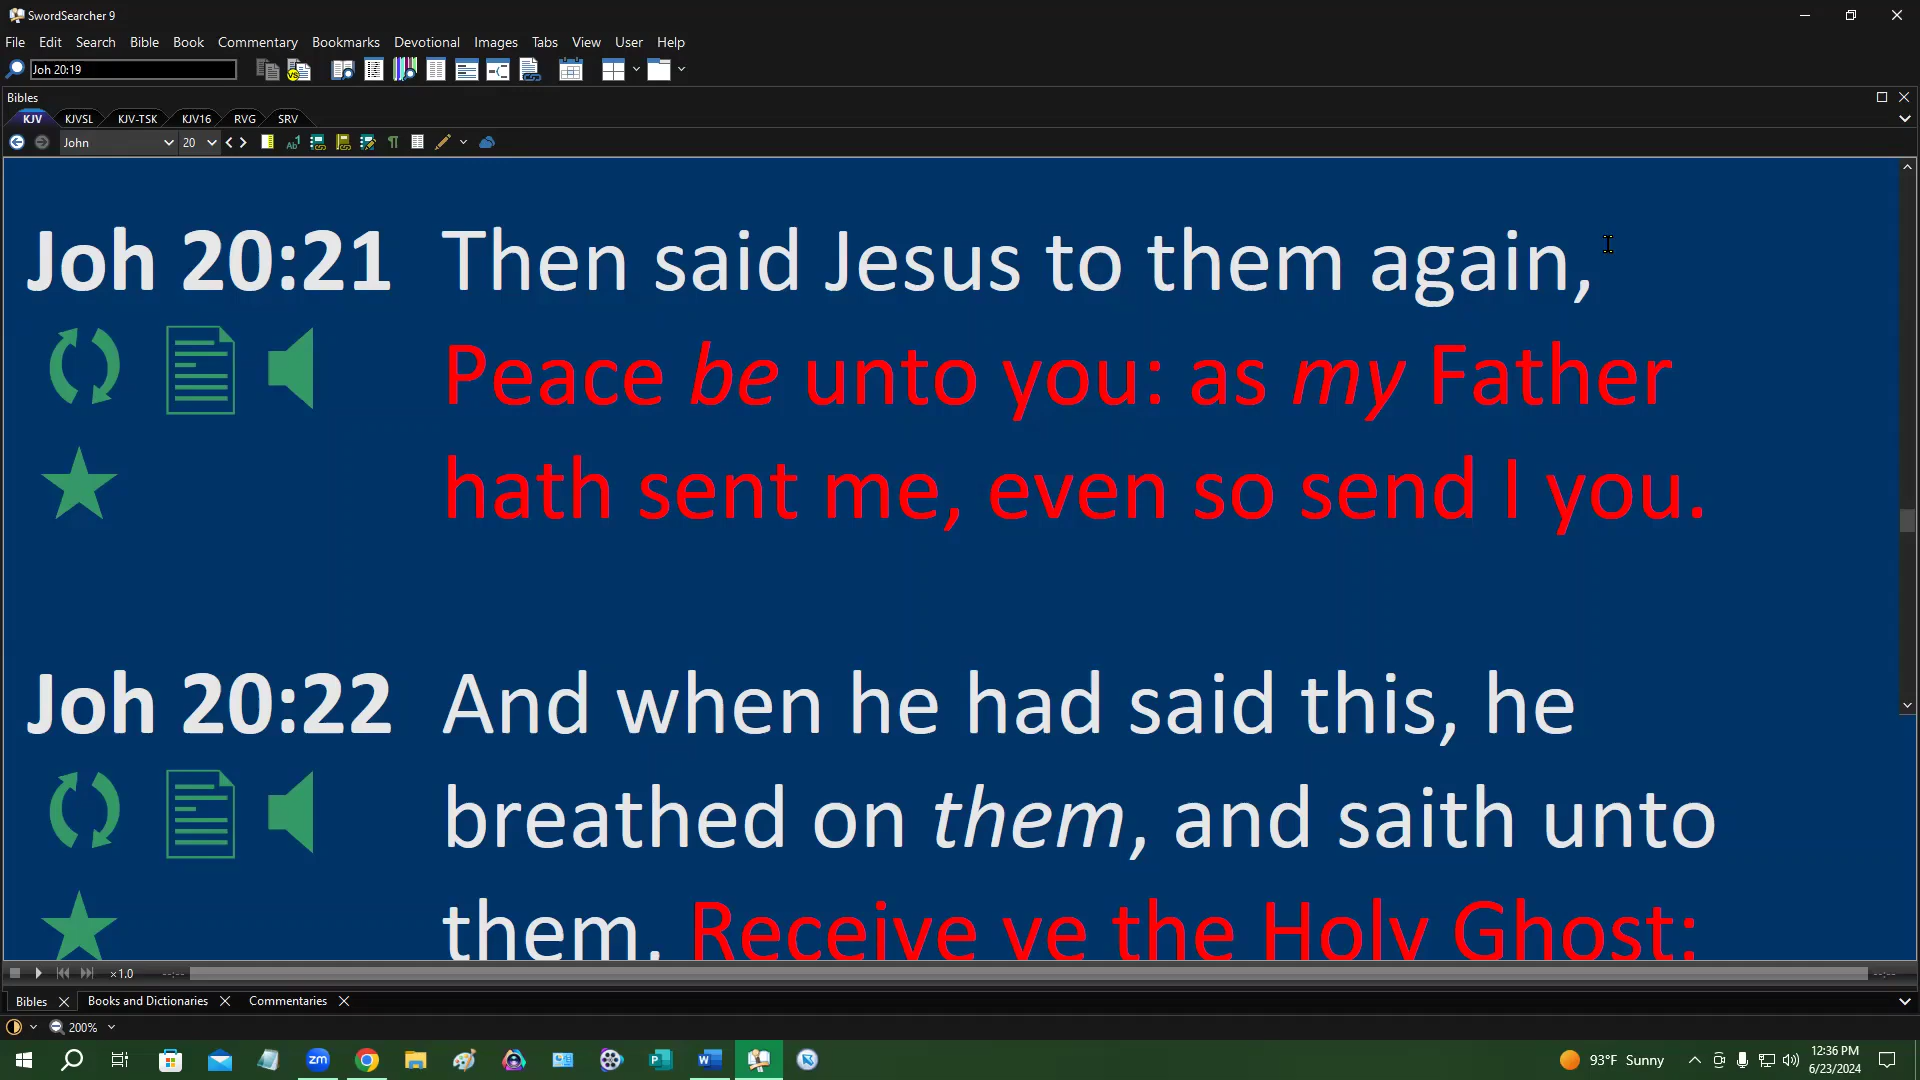 SwordSearcher 9
File Edit Search Bible Book Commentary Bookmarks Devotional Images Tabs View User Help
Joh 20:19
Bibles
KJV KJVSL KJV-TSK KJV16 RVG SRV
John 20
Joh 20:21 Then said Jesus to them again,
Peace be unto you: as my Father
hath sent me, even so send I you.
Joh 20:22 And when he had said this, he
breathed on them, and saith unto
them, Receive ye the Holy Ghost:
×1.0 --:-- --:--
Bibles Books and Dictionaries Commentaries
200%
93°F Sunny
12:36 PM
6/23/2024